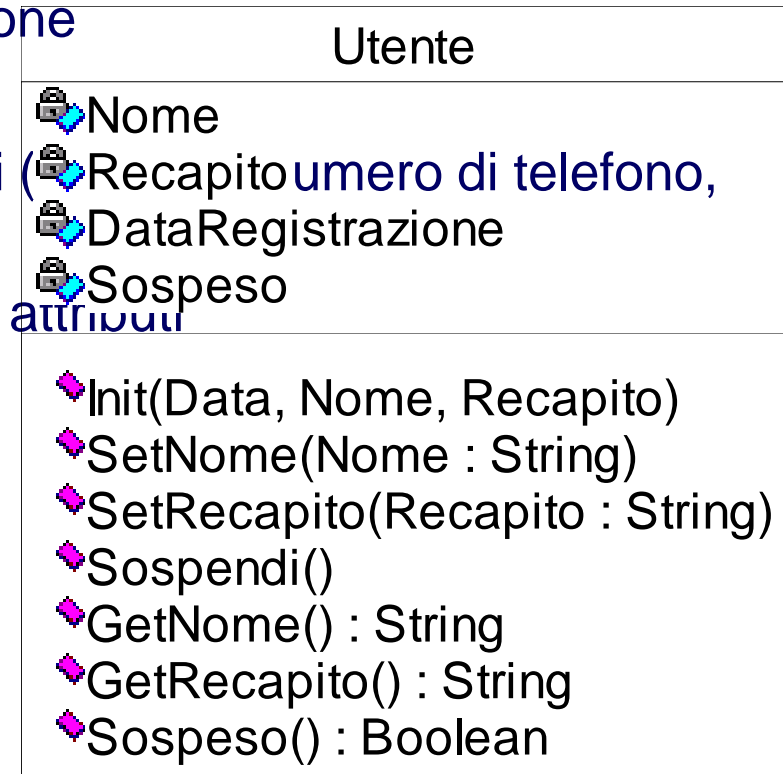 one
Utente
Nome
i ( Recapito umero di telefono,
DataRegistrazione
Sospeso
attributi
Init(Data, Nome, Recapito)
SetNome(Nome : String)
SetRecapito(Recapito : String)
Sospendi()
GetNome() : String
GetRecapito() : String
Sospeso() : Boolean